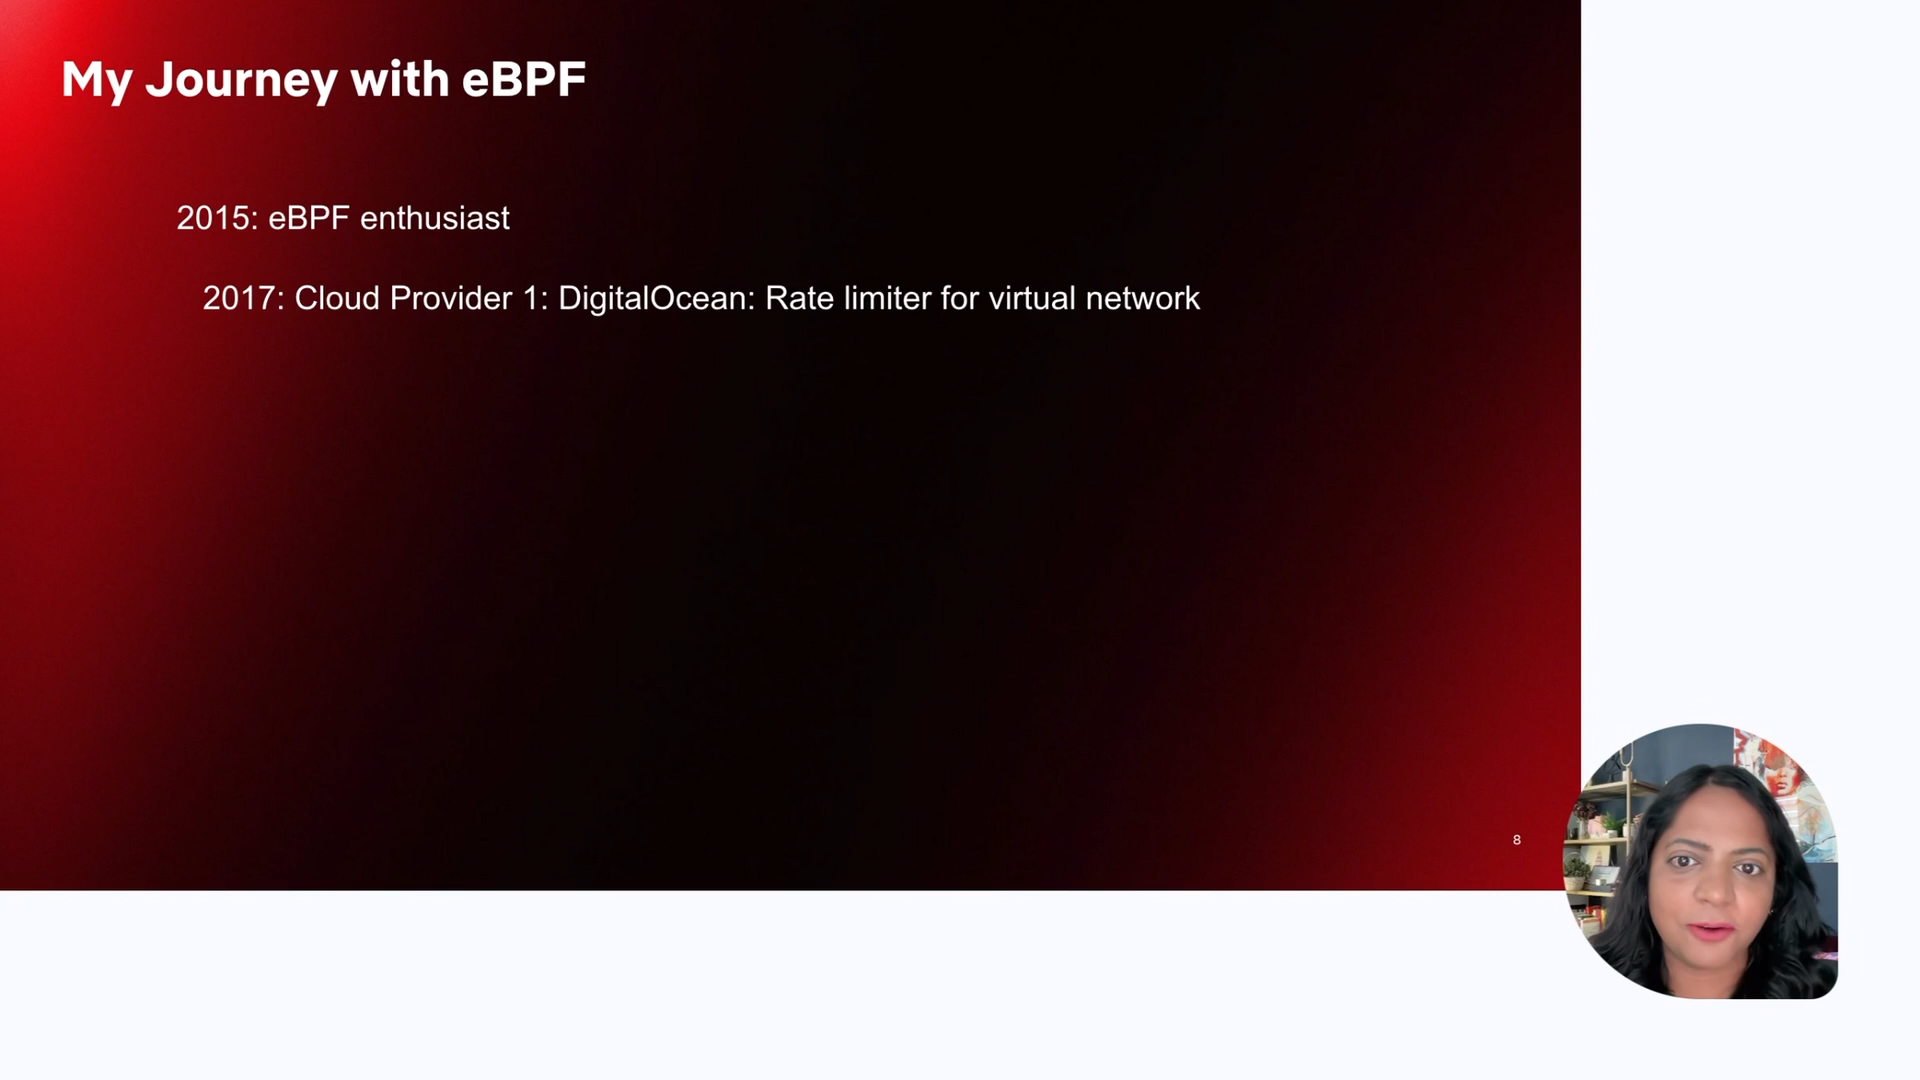 My Journey with eBPF
2015: eBPF enthusiast
2017: Cloud Provider 1: DigitalOcean: Rate limiter for virtual network
8